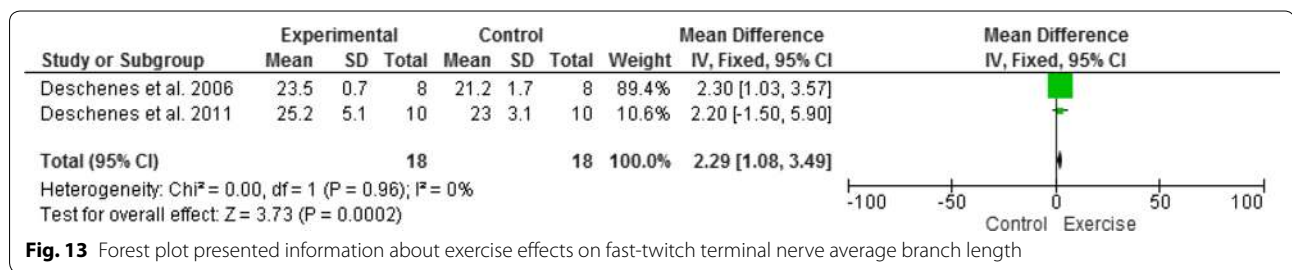 Experimental Control Mean Difference Mean Difference
Study or Subgroup Mean SD Total Mean SD Total Weight IV, Fixed, 95% CI IV, Fixed, 95% CI
Deschenes et al. 2006 23.5 0.7 8 21.2 1.7 8 89.4% 2.30 [1.03, 3.57]
Deschenes et al. 2011 25.2 5.1 10 23 3.1 10 10.6% 2.20 [-1.50, 5.90]
Total (95% CI) 18 18 100.0% 2.29 [1.08, 3.49]
Heterogeneity: Chi² = 0.00, df = 1 (P = 0.96); I² = 0%
Test for overall effect: Z = 3.73 (P = 0.0002)
-100 -50 0 50 100
Control Exercise
Fig. 13 Forest plot presented information about exercise effects on fast-twitch terminal nerve average branch length